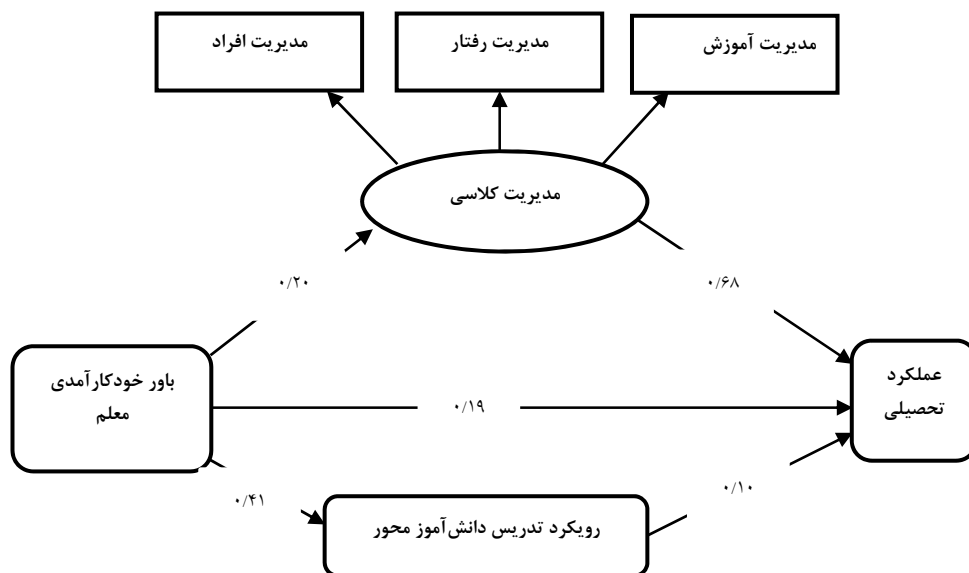 مدیریت آموزش
مدیریت رفتار
مدیریت افراد
مدیریت کلاسی
۰/۶۸
۰/۲۰
باور خودکارآمدی
معلم
۰/۱۹
عملکرد
تحصیلی
۰/۱۰
۰/۴۱
رویکرد تدریس دانش‌آموز محور